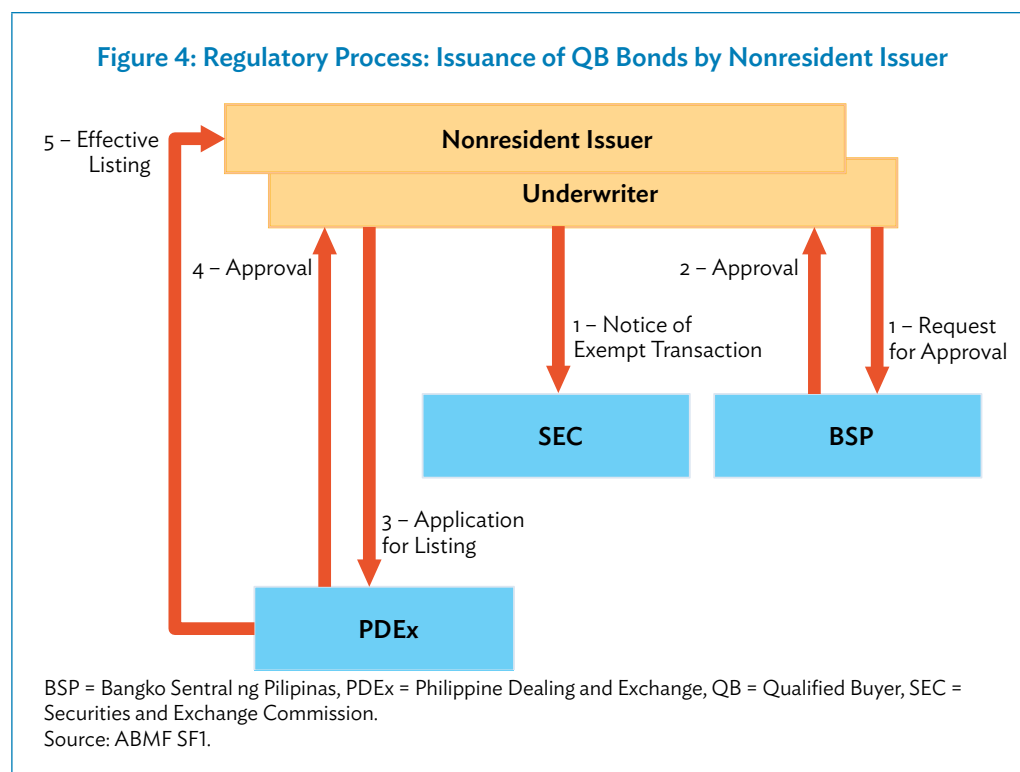 Figure 4: Regulatory Process: Issuance of QB Bonds by Nonresident Issuer
5 – Effective
Listing
Nonresident Issuer
Underwriter
4 – Approval
2 – Approval
1 – Notice of
Exempt Transaction
1 – Request
for Approval
SEC
BSP
3 – Application
for Listing
PDEx
BSP = Bangko Sentral ng Pilipinas, PDEx = Philippine Dealing and Exchange, QB = Qualified Buyer, SEC =
Securities and Exchange Commission.
Source: ABMF SF1.